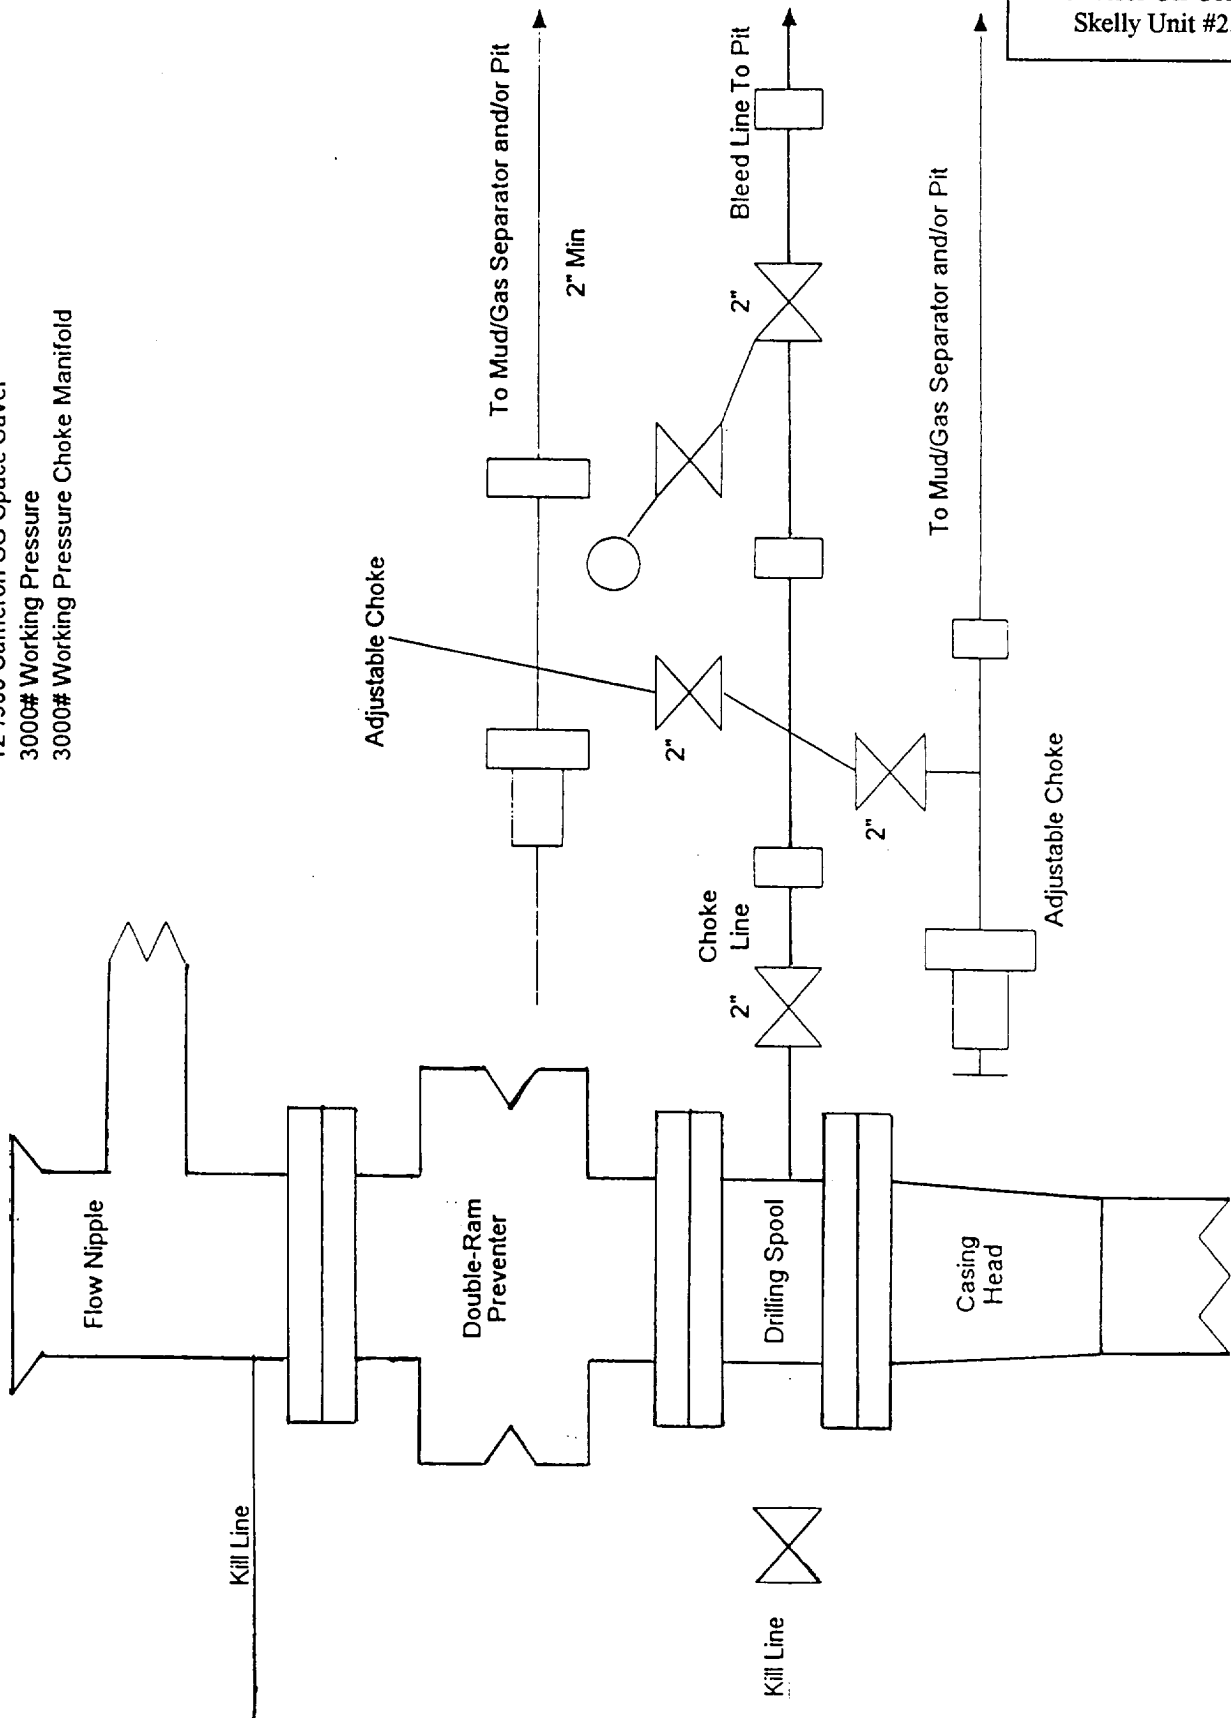 Skelly Unit #2
Space Saver
3000# Working Pressure
3000# Working Pressure Choke Manifold
To Mud/Gas Separator and/or Pit
2" Min
Adjustable Choke
Bleed Line To Pit
2"
2"
2"
Choke
Line
2"
To Mud/Gas Separator and/or Pit
Adjustable Choke
Flow Nipple
Kill Line
Double-Ram
Preventer
Drilling Spool
Kill Line
Casing
Head